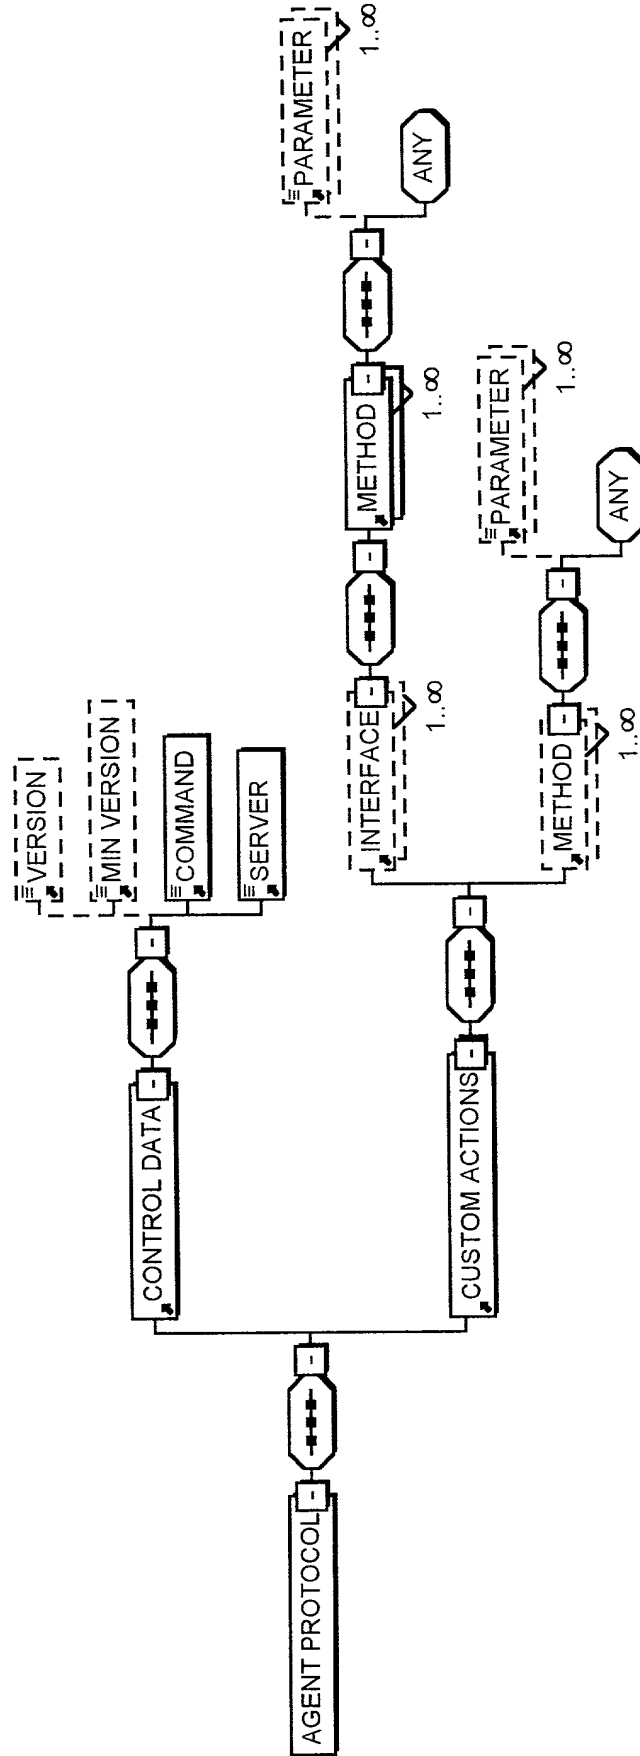 AGENT PROTOCOL
CONTROL DATA
VERSION
MIN VERSION
COMMAND
SERVER
CUSTOM ACTIONS
INTERFACE
1..∞
METHOD
1..∞
PARAMETER
1..∞
ANY
METHOD
1..∞
PARAMETER
1..∞
ANY